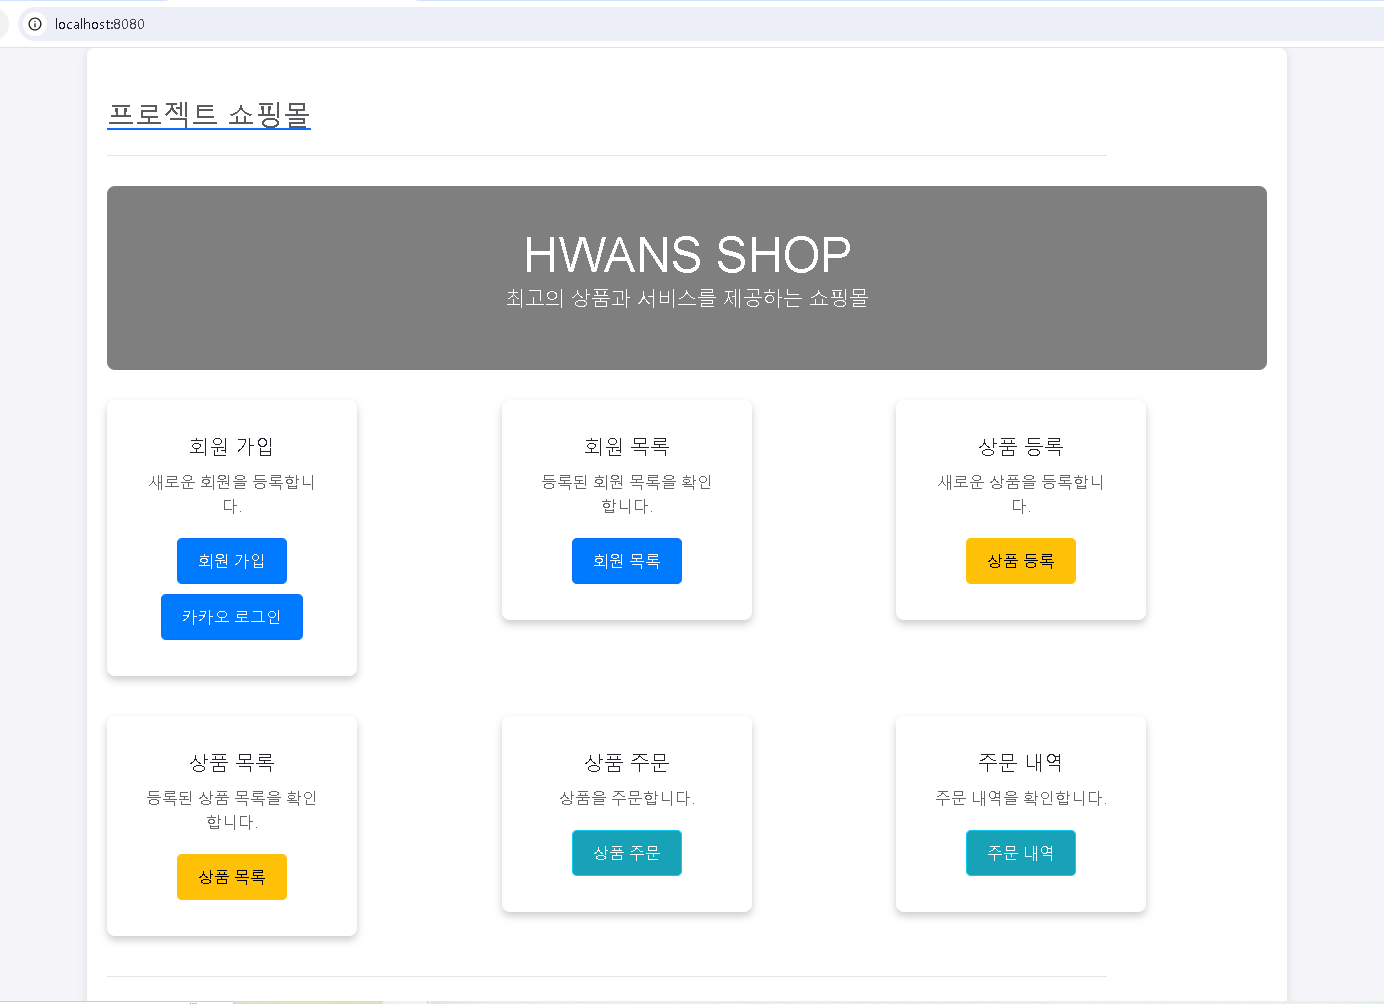 localhost:8080
프로젝트 쇼핑몰
HWANS SHOP
최고의 상품과 서비스를 제공하는 쇼핑몰
회원 가입
새로운 회원을 등록합니
다.
회원 가입
카카오 로그인
회원 목록
등록된 회원 목록을 확인
합니다.
회원 목록
상품 등록
새로운 상품을 등록합니
다.
상품 등록
상품 목록
등록된 상품 목록을 확인
합니다.
상품 목록
상품 주문
상품을 주문합니다.
상품 주문
주문 내역
주문 내역을 확인합니다.
주문 내역